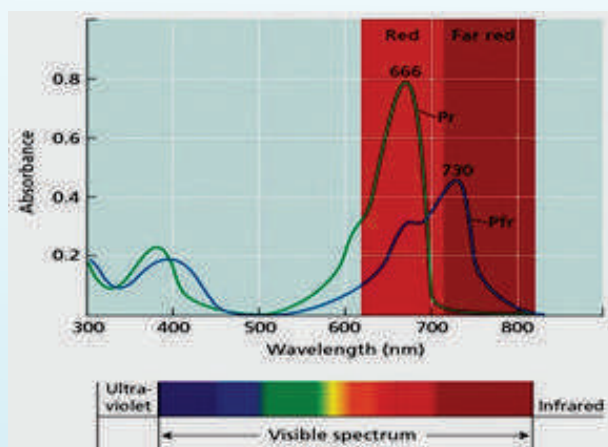 Red Far red
666
0.8
Pr
0.6
Absorbance
730
0.4
Pfr
0.2
300 400 500 600 700 800
Wavelength (nm)
Ultra-
violet
Infrared
Visible spectrum